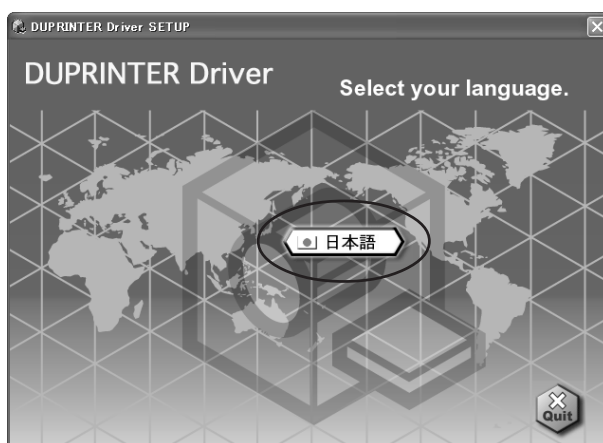 DUPRINTER Driver SETUP
DUPRINTER Driver
Select your language.
日本語
Quit